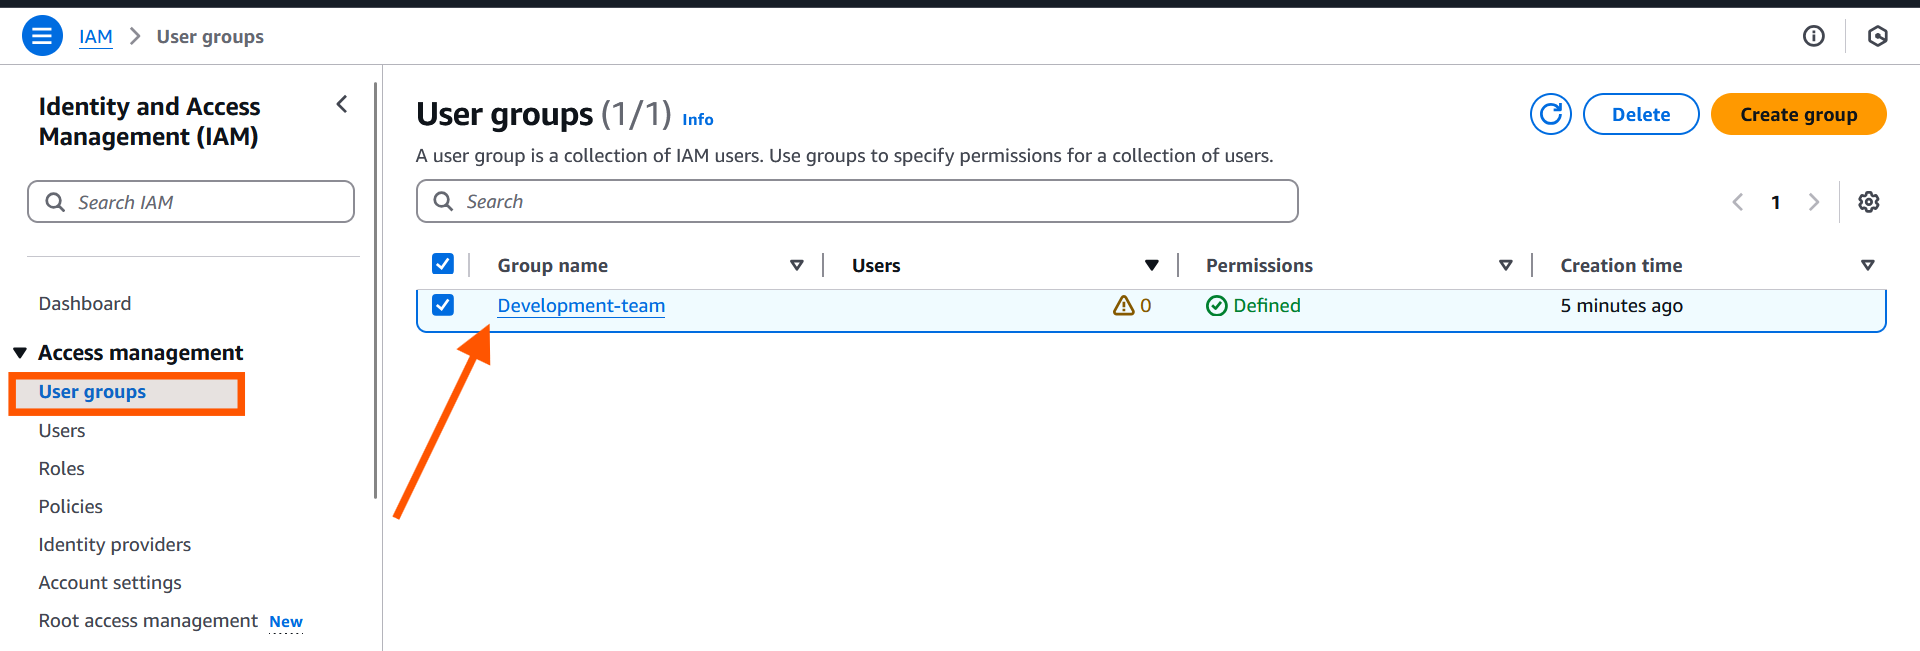 IAM > User groups
Identity and Access
Management (IAM)
Search IAM
Dashboard
Access management
User groups
Users
Roles
Policies
Identity providers
Account settings
Root access management New
User groups (1/1) Info
Delete
Create group
A user group is a collection of IAM users. Use groups to specify permissions for a collection of users.
Search
1
Group name Users Permissions Creation time
Development-team 0 Defined 5 minutes ago